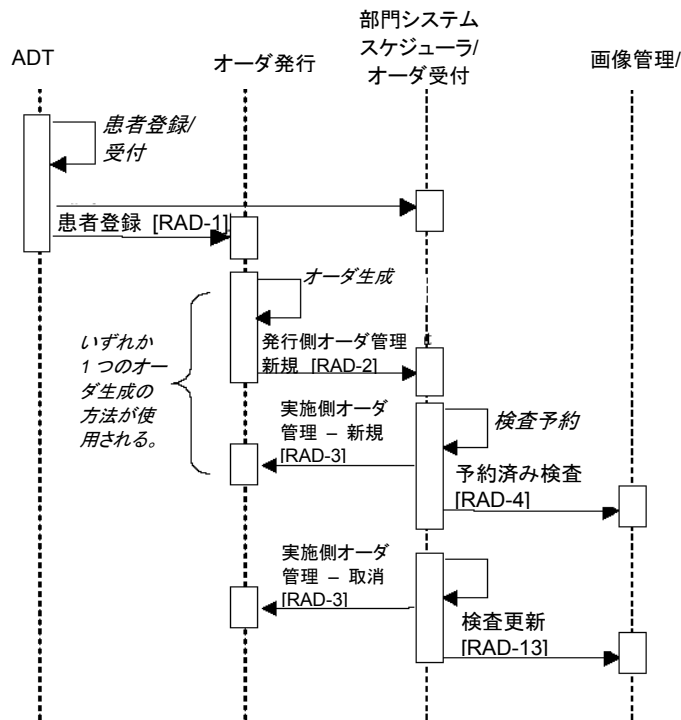 ADT
オーダ発行
部門システム
スケジューラ/
オーダ受付
画像管理/
患者登録/
受付
患者登録 [RAD-1]
オーダ生成
いずれか
1 つのオー
ダ生成の
方法が使
用される。
発行側オーダ管理
新規 [RAD-2]
実施側オーダ
管理 – 新規
[RAD-3]
検査予約
予約済み検査
[RAD-4]
実施側オーダ
管理 – 取消
[RAD-3]
検査更新
[RAD-13]